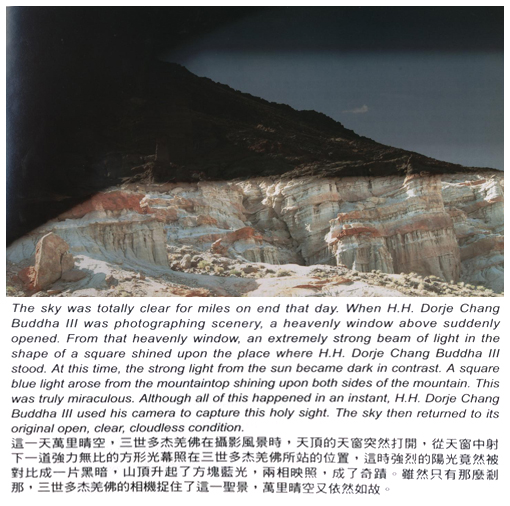 The sky was totally clear for miles on end that day. When H.H. Dorje Chang
Buddha III was photographing scenery, a heavenly window above suddenly
opened. From that heavenly window, an extremely strong beam of light in the
shape of a square shined upon the place where H.H. Dorje Chang Buddha III
stood. At this time, the strong light from the sun became dark in contrast. A square
blue light arose from the mountaintop shining upon both sides of the mountain. This
was truly miraculous. Although all of this happened in an instant, H.H. Dorje Chang
Buddha III used his camera to capture this holy sight. The sky then returned to its
original open, clear, cloudless condition.
這一天萬里晴空，三世多杰羌佛在攝影風景時，天頂的天窗突然打開，從天窗中射
下一道強力無比的方形光幕照在三世多杰羌佛所站的位置，這時強烈的陽光竟然被
對比成一片黑暗，山頂升起了方塊藍光，兩相映照，成了奇蹟。雖然只有那麼剎
那，三世多杰羌佛的相機捉住了這一聖景，萬里晴空又依然如故。